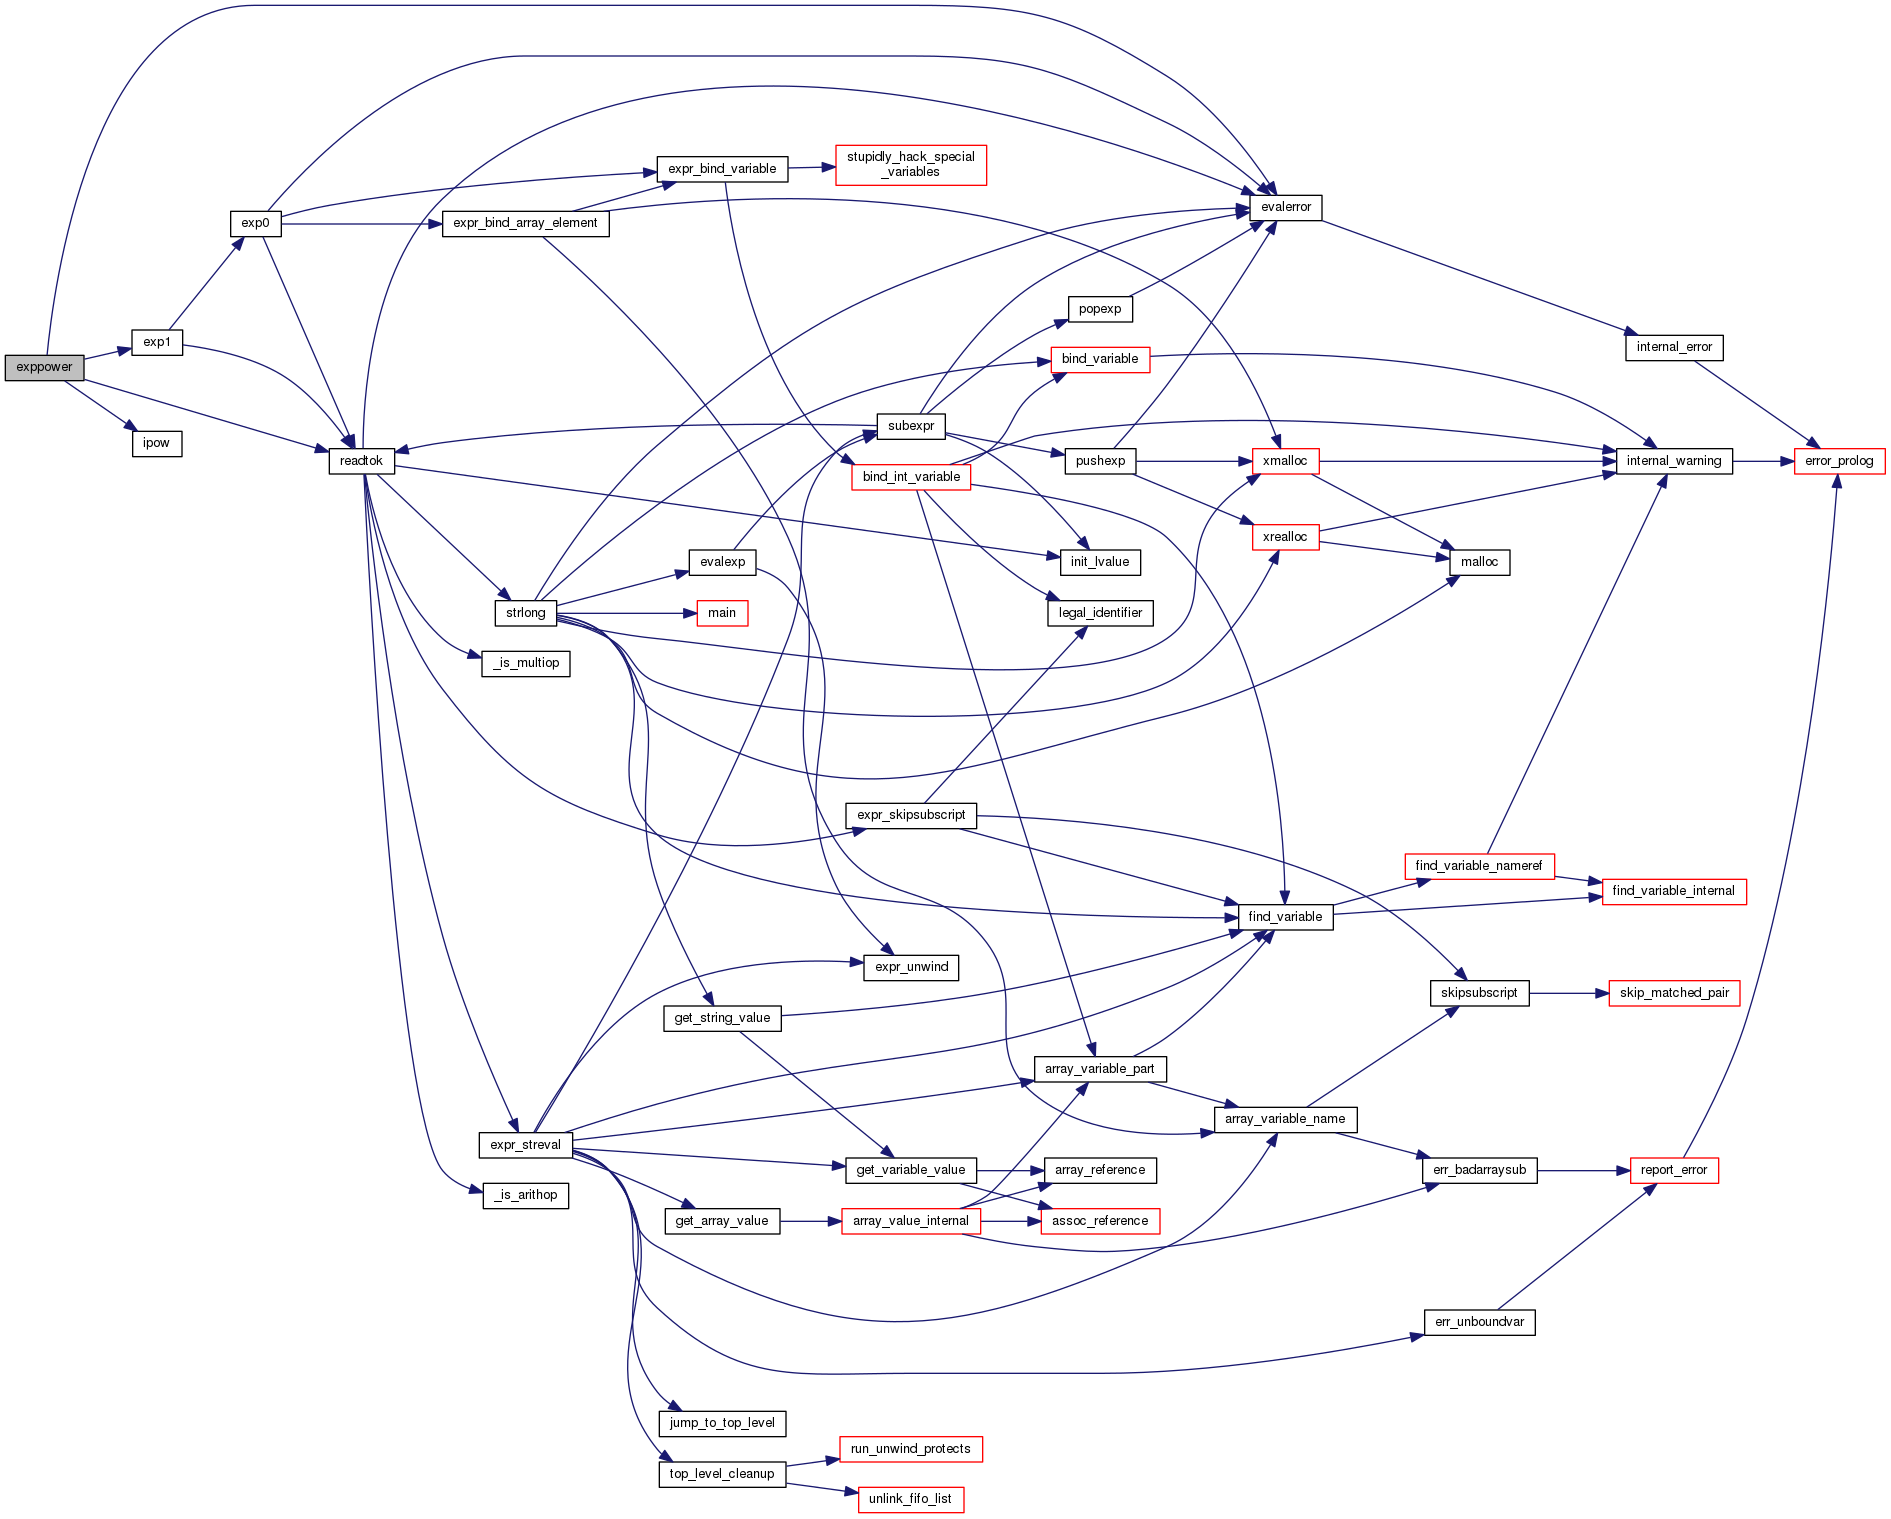 stupidly_hack_special
_variables
expr_bind_variable
evalerror
exp0
expr_bind_array_element
popexp
exp1
internal_error
bind_variable
exppower
subexpr
ipow
readtok
pushexp
xmalloc
internal_warning
error_prolog
bind_int_variable
xrealloc
evalexp
init_lvalue
malloc
strlong
main
legal_identifier
_is_multiop
expr_skipsubscript
find_variable_nameref
find_variable_internal
find_variable
expr_unwind
skipsubscript
skip_matched_pair
get_string_value
array_variable_part
array_variable_name
expr_streval
get_variable_value
array_reference
err_badarraysub
report_error
_is_arithop
get_array_value
array_value_internal
assoc_reference
err_unboundvar
jump_to_top_level
run_unwind_protects
top_level_cleanup
unlink_fifo_list